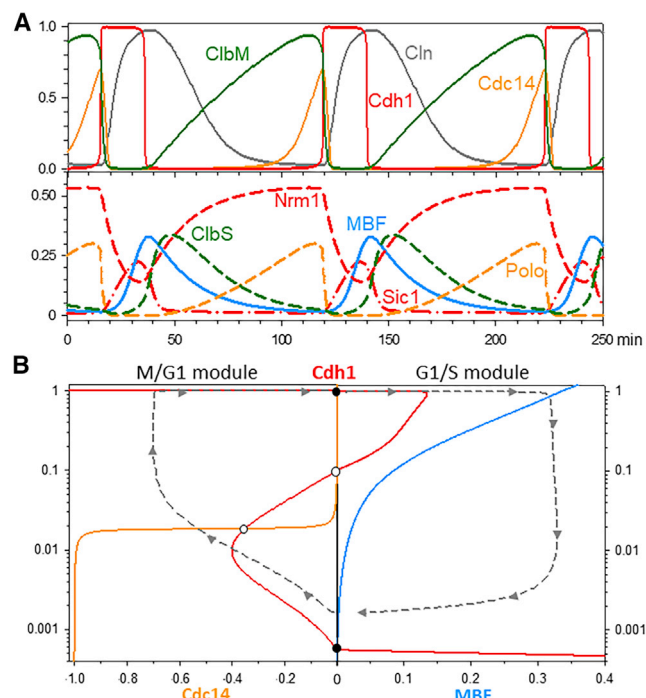 A
1.0
ClbM
Cln
Cdc14
Cdh1
0.5
0.0
0.50
Nrm1
ClbS
MBF
0.25
Polo
Sic1
0
0 50 100 150 200 250 min
B
M/G1 module Cdh1 G1/S module
1 1
0.1 0.1
0.01 0.01
0.001 0.001
-1.0 0.8 0.6 0.4 0.2 0 0.1 0.2 0.3 0.4
Cdc14 MBF